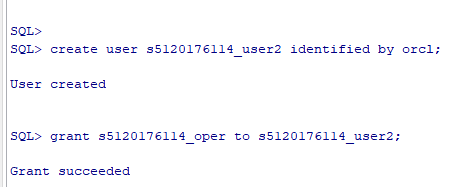 SQL>
SQL> create user s5120176114_user2 identified by orcl;
User created
SQL> grant s5120176114_oper to s5120176114_user2;
Grant succeeded